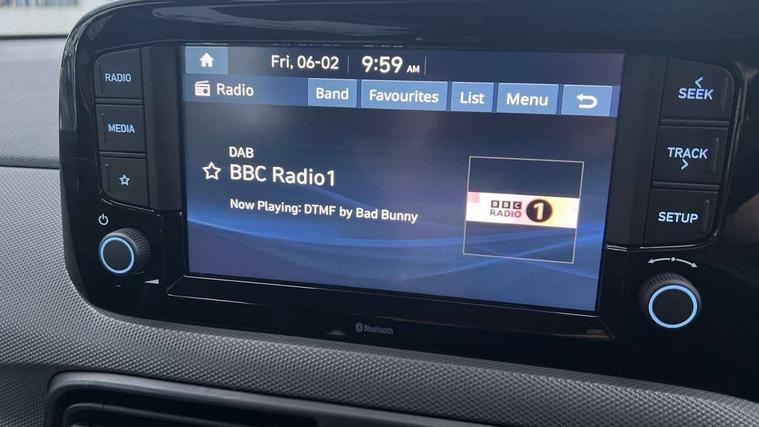 Fri, 06-02 9:59 AM
Radio Band Favourites List Menu
DAB
BBC Radio1
Now Playing: DTMF by Bad Bunny
BBC
RADIO 1
RADIO
MEDIA
SEEK
TRACK
SETUP
Bluetooth